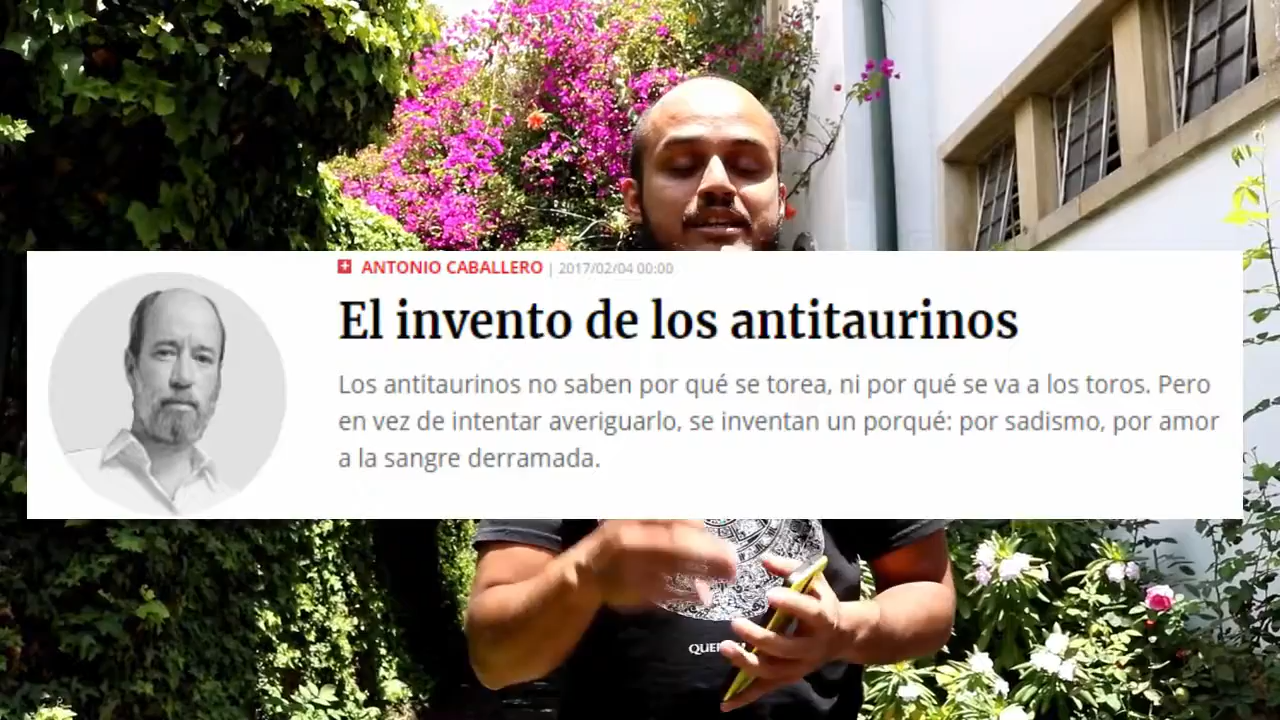 ANTONIO CABALLERO | 2017/02/04 00:00
El invento de los antitaurinos
Los antitaurinos no saben por qué se torea, ni por qué se va a los toros. Pero
en vez de intentar averiguarlo, se inventan un porqué: por sadismo, por amor
a la sangre derramada.